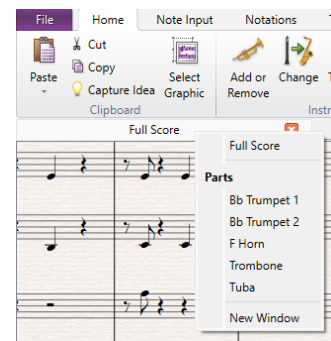 File Home Note Input Notations
Cut
Copy
Capture Idea
Paste
Select
Graphic
Clipboard
Add or
Remove
Change
Instr
Full Score
Full Score
Parts
Bb Trumpet 1
Bb Trumpet 2
F Horn
Trombone
Tuba
New Window